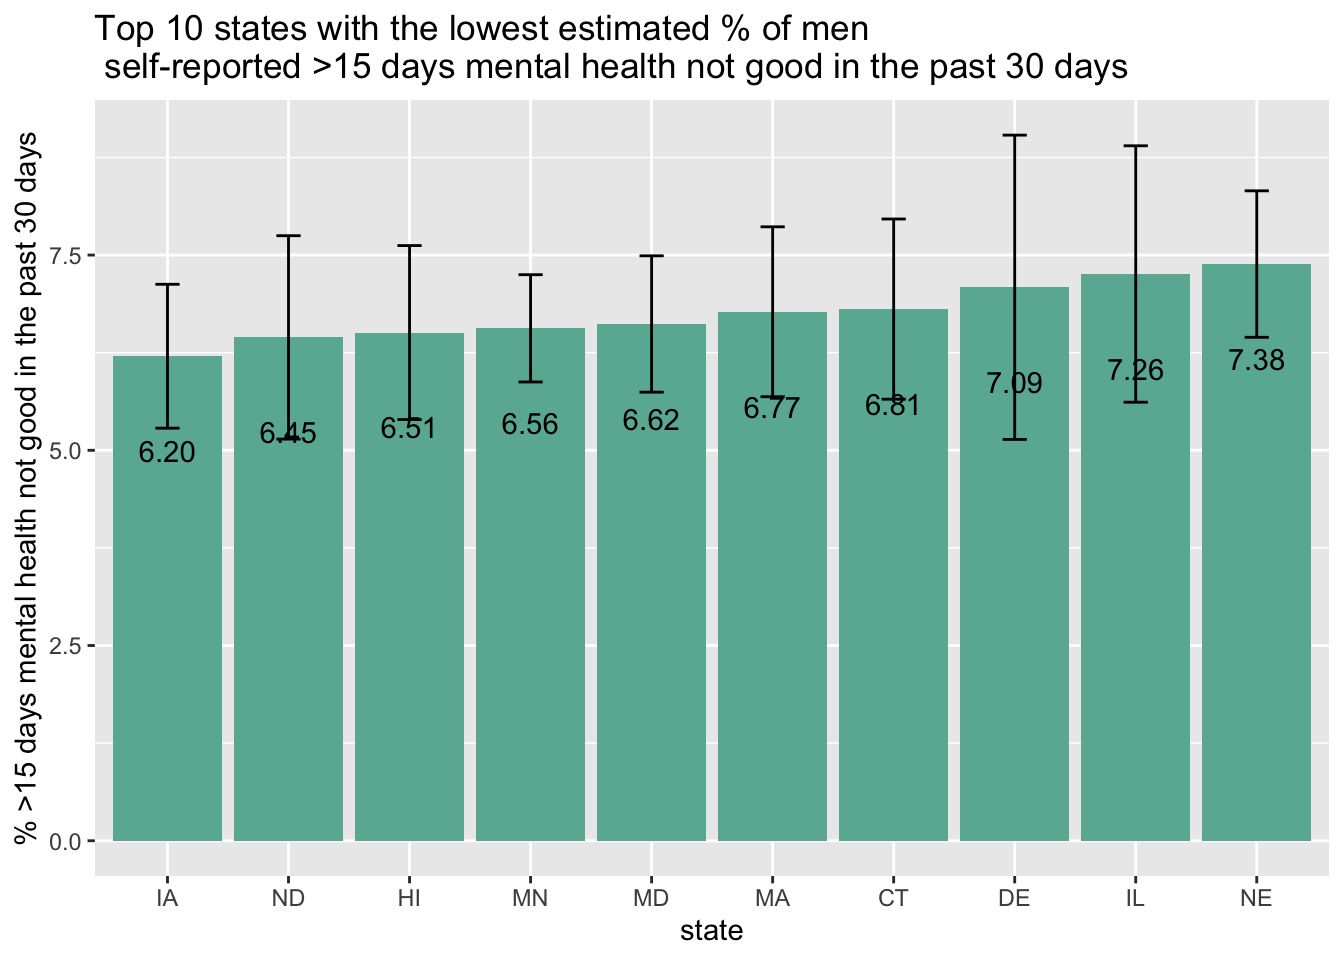 Top 10 states with the lowest estimated % of men
self-reported >15 days mental health not good in the past 30 days
% >15 days mental health not good in the past 30 days
7.5
5.0
2.5
0.0
6.20
6.45
6.51
6.56
6.62
6.77
6.81
7.09
7.26
7.38
IA
ND
HI
MN
MD
MA
CT
DE
IL
NE
state